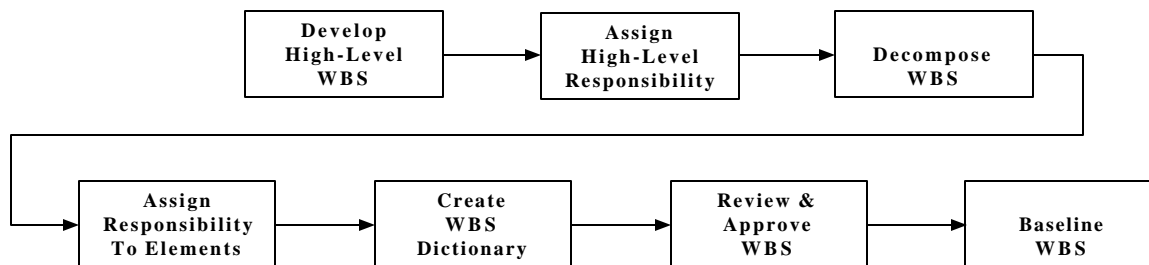 Develop
High-Level
WBS
Assign
High-Level
Responsibility
Decompose
WBS
Assign
Responsibility
To Elements
Create
WBS
Dictionary
Review &
Approve
WBS
Baseline
WBS